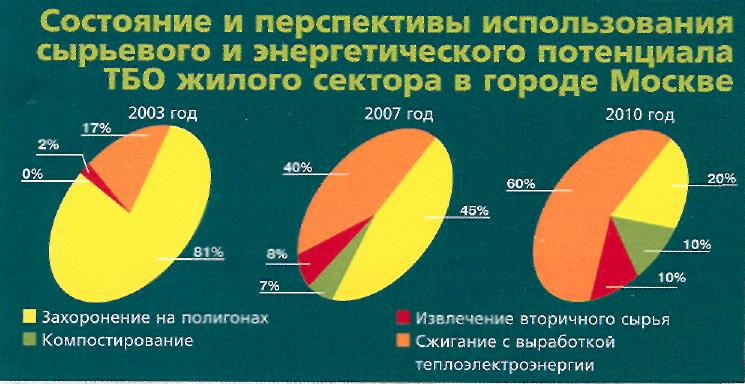 Состояние и перспективы использования
сырьевого и энергетического потенциала
ТБО жилого сектора в городе Москве
2003 год
17%
2%
0%
81%
2007 год
40%
45%
8%
7%
2010 год
60%
20%
10%
10%
Захоронение на полигонах
Компостирование
Извлечение вторичного сырья
Сжигание с выработкой
теплоэлектроэнергии